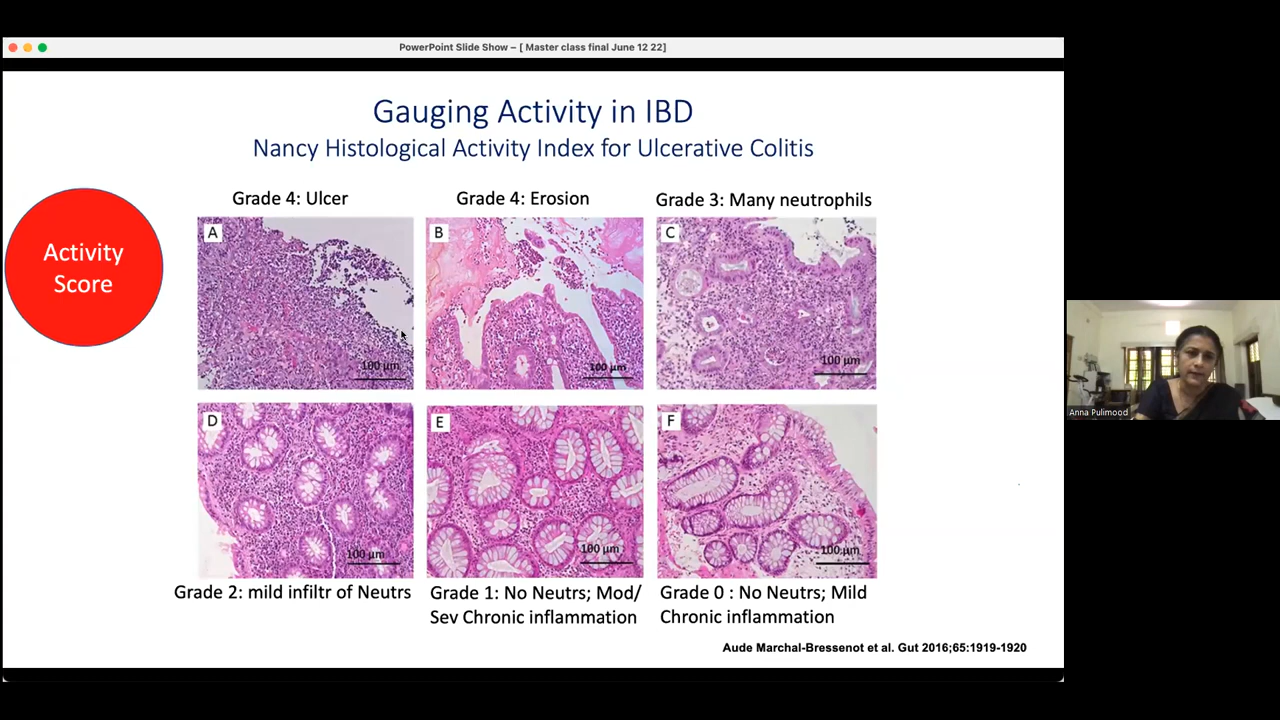 PowerPoint Slide Show – [ Master class final June 12 22]
Gauging Activity in IBD
Nancy Histological Activity Index for Ulcerative Colitis
Activity
Score
Grade 4: Ulcer
Grade 4: Erosion
Grade 3: Many neutrophils
A
100 µm
B
100 µm
C
100 µm
D
100 µm
E
100 µm
F
100 µm
Grade 2: mild infiltr of Neutrs
Grade 1: No Neutrs; Mod/
Sev Chronic inflammation
Grade 0 : No Neutrs; Mild
Chronic inflammation
Aude Marchal-Bressenot et al. Gut 2016;65:1919-1920
Anna Pulimood